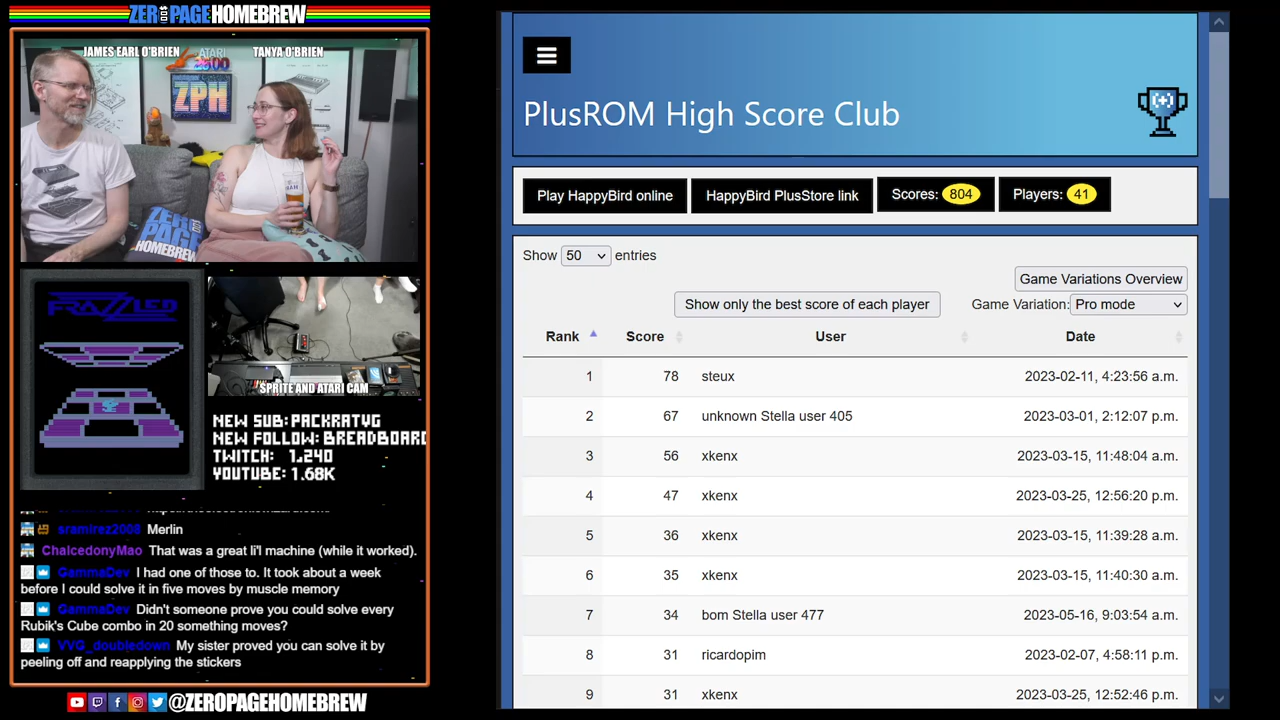 ZEROPAGE HOMEBREW
JAMES EARL O'BRIEN
TANYA O'BRIEN
ATARI
2600
ZPH
ZERO PAGE
HOMEBREW
FRAZZLED
SPRITE AND ATARI CAM
NEW SUB:PACKRATVG
NEW FOLLOW:BREADBOARD
TWITCH: 1,240
YOUTUBE: 1.68K
sramirez2008 Merlin
ChalcedonyMao That was a great li'l machine (while it worked).
GammaDev I had one of those to. It took about a week
before I could solve it in five moves by muscle memory
GammaDev Didn't someone prove you could solve every
Rubik's Cube combo in 20 something moves?
VVG_doubledown My sister proved you can solve it by
peeling off and reapplying the stickers
@ZEROPAGEHOMEBREW
PlusROM High Score Club
Play HappyBird online HappyBird PlusStore link Scores: 804 Players: 41
Show 50 entries
Game Variations Overview
Show only the best score of each player Game Variation: Pro mode
Rank Score User Date
1 78 steux 2023-02-11, 4:23:56 a.m.
2 67 unknown Stella user 405 2023-03-01, 2:12:07 p.m.
3 56 xkenx 2023-03-15, 11:48:04 a.m.
4 47 xkenx 2023-03-25, 12:56:20 p.m.
5 36 xkenx 2023-03-15, 11:39:28 a.m.
6 35 xkenx 2023-03-15, 11:40:30 a.m.
7 34 bom Stella user 477 2023-05-16, 9:03:54 a.m.
8 31 ricardopim 2023-02-07, 4:58:11 p.m.
9 31 xkenx 2023-03-25, 12:52:46 p.m.